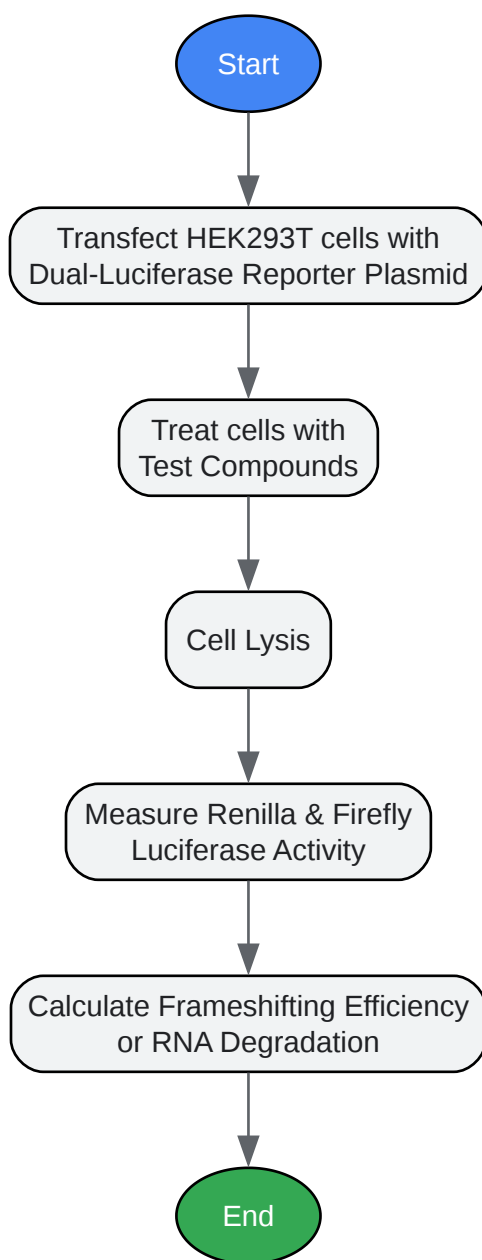 Start
Transfect HEK293T cells with
Dual-Luciferase Reporter Plasmid
Treat cells with
Test Compounds
Cell Lysis
Measure Renilla & Firefly
Luciferase Activity
Calculate Frameshifting Efficiency
or RNA Degradation
End